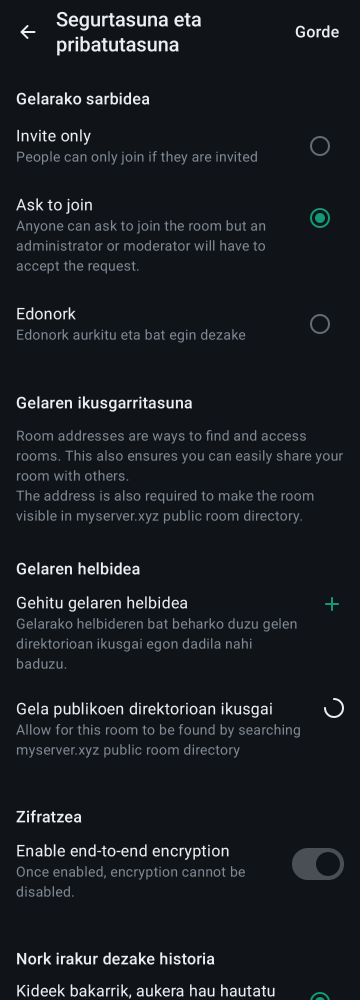 Segurtasuna eta
pribatutasuna
Gorde
Gelarako sarbidea
Invite only
People can only join if they are invited
Ask to join
Anyone can ask to join the room but an
administrator or moderator will have to
accept the request.
Edonork
Edonork aurkitu eta bat egin dezake
Gelaren ikusgarritasuna
Room addresses are ways to find and access
rooms. This also ensures you can easily share your
room with others.
The address is also required to make the room
visible in myserver.xyz public room directory.
Gelaren helbidea
Gehitu gelaren helbidea
Gelarako helbideren bat beharko duzu gelen
direktorioan ikusgai egon dadila nahi
baduzu.
Gela publikoen direktorioan ikusgai
Allow for this room to be found by searching
myserver.xyz public room directory
Zifratzea
Enable end-to-end encryption
Once enabled, encryption cannot be
disabled.
Nork irakur dezake historia
Kideek bakarrik, aukera hau hautatu